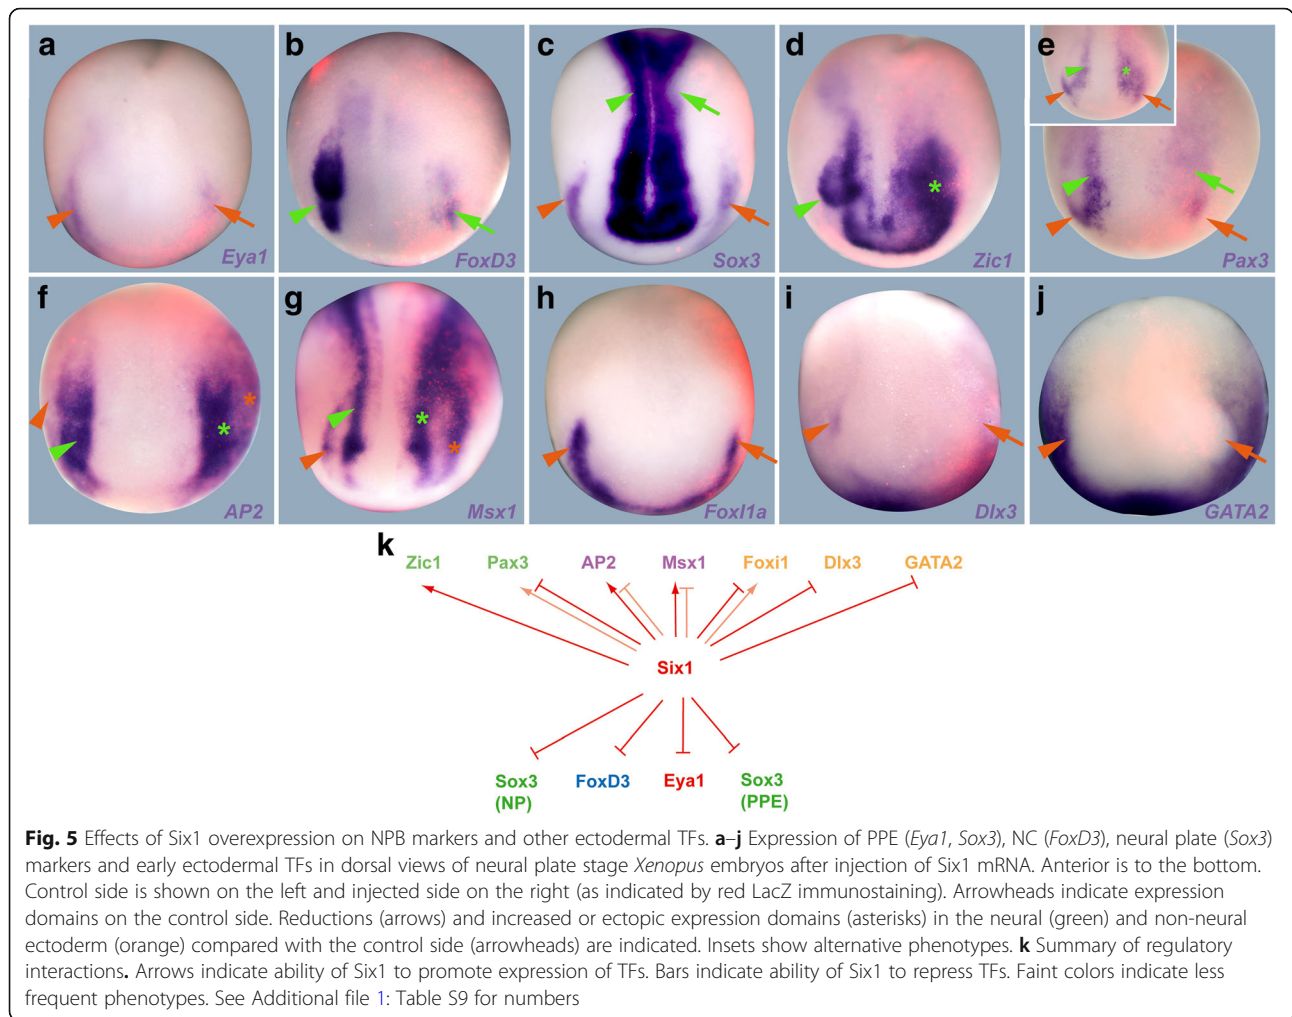 a
b
c
d
e
Eya1
FoxD3
Sox3
Zic1
Pax3
f
g
h
i
j
AP2
Msx1
FoxI1a
Dlx3
GATA2
k
Zic1 Pax3 AP2 Msx1 Foxi1 Dlx3 GATA2
Six1
Sox3 FoxD3 Eya1 Sox3
(NP) (PPE)
Fig. 5 Effects of Six1 overexpression on NPB markers and other ectodermal TFs. a–j Expression of PPE (Eya1, Sox3), NC (FoxD3), neural plate (Sox3)
markers and early ectodermal TFs in dorsal views of neural plate stage Xenopus embryos after injection of Six1 mRNA. Anterior is to the bottom.
Control side is shown on the left and injected side on the right (as indicated by red LacZ immunostaining). Arrowheads indicate expression
domains on the control side. Reductions (arrows) and increased or ectopic expression domains (asterisks) in the neural (green) and non-neural
ectoderm (orange) compared with the control side (arrowheads) are indicated. Insets show alternative phenotypes. k Summary of regulatory
interactions. Arrows indicate ability of Six1 to promote expression of TFs. Bars indicate ability of Six1 to repress TFs. Faint colors indicate less
frequent phenotypes. See Additional file 1: Table S9 for numbers